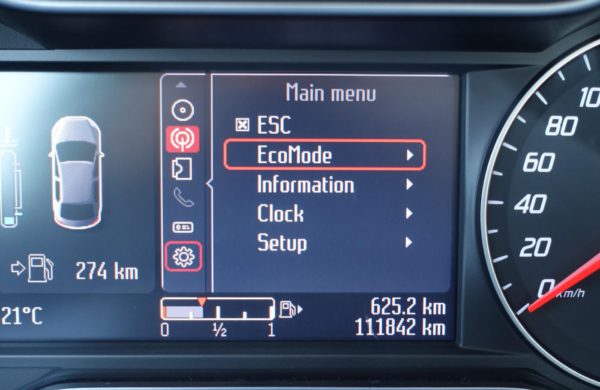 Main menu
ESC
EcoMode
Information
Clock
Setup
274 km
21°C
0 ½ 1
625.2 km
111842 km
0
20
40
60
80
km/h